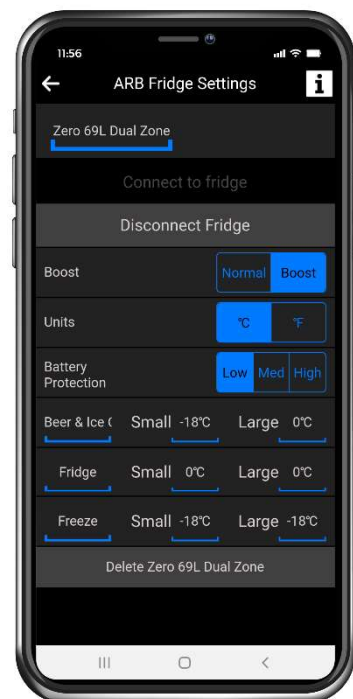 11:56
ARB Fridge Settings
i
Zero 69L Dual Zone
Connect to fridge
Disconnect Fridge
Boost Normal Boost
Units °C °F
Battery
Protection
Low Med High
Beer & Ice Small -18°C Large 0°C
Fridge Small 0°C Large 0°C
Freeze Small -18°C Large -18°C
Delete Zero 69L Dual Zone